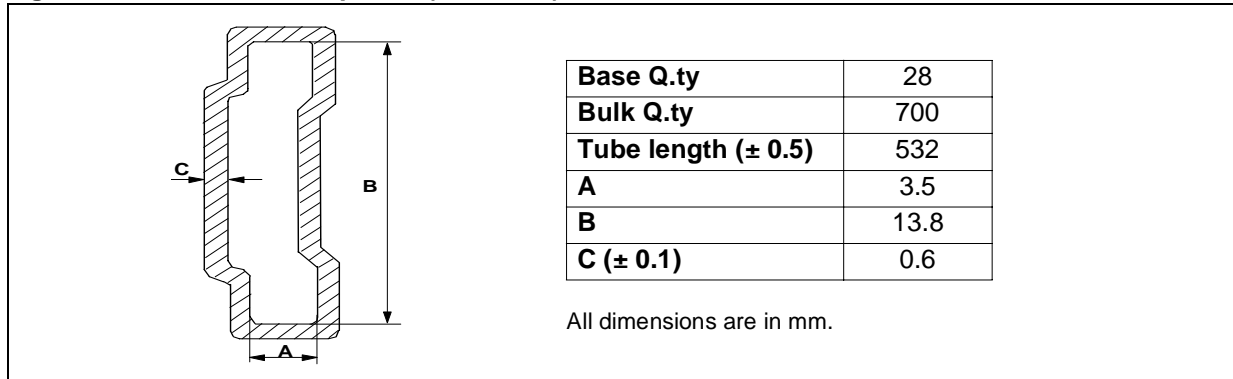 C
B
A
Base Q.ty 28
Bulk Q.ty 700
Tube length (± 0.5) 532
A 3.5
B 13.8
C (± 0.1) 0.6
All dimensions are in mm.